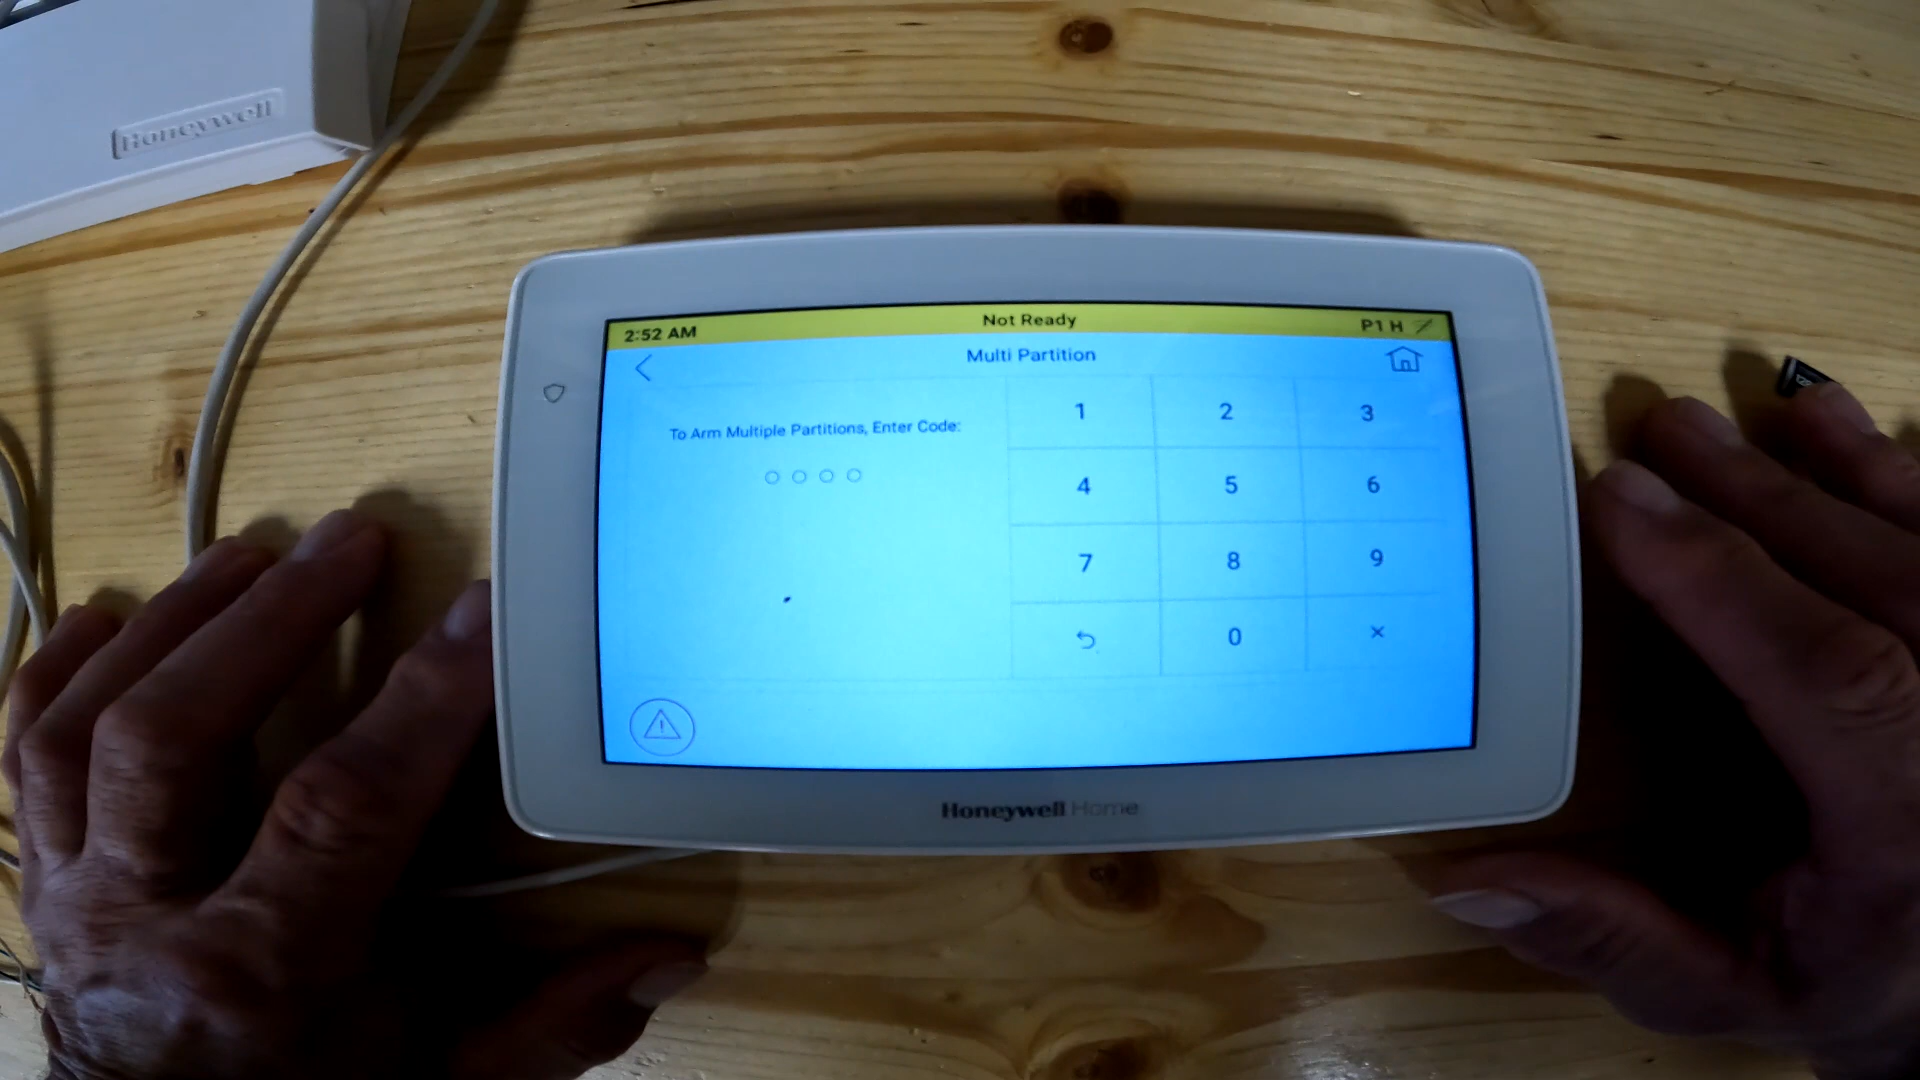 Honeywell
2:52 AM
Not Ready
P1 H
Multi Partition
To Arm Multiple Partitions, Enter Code:
1 2 3
4 5 6
7 8 9
0 ×
Honeywell Home